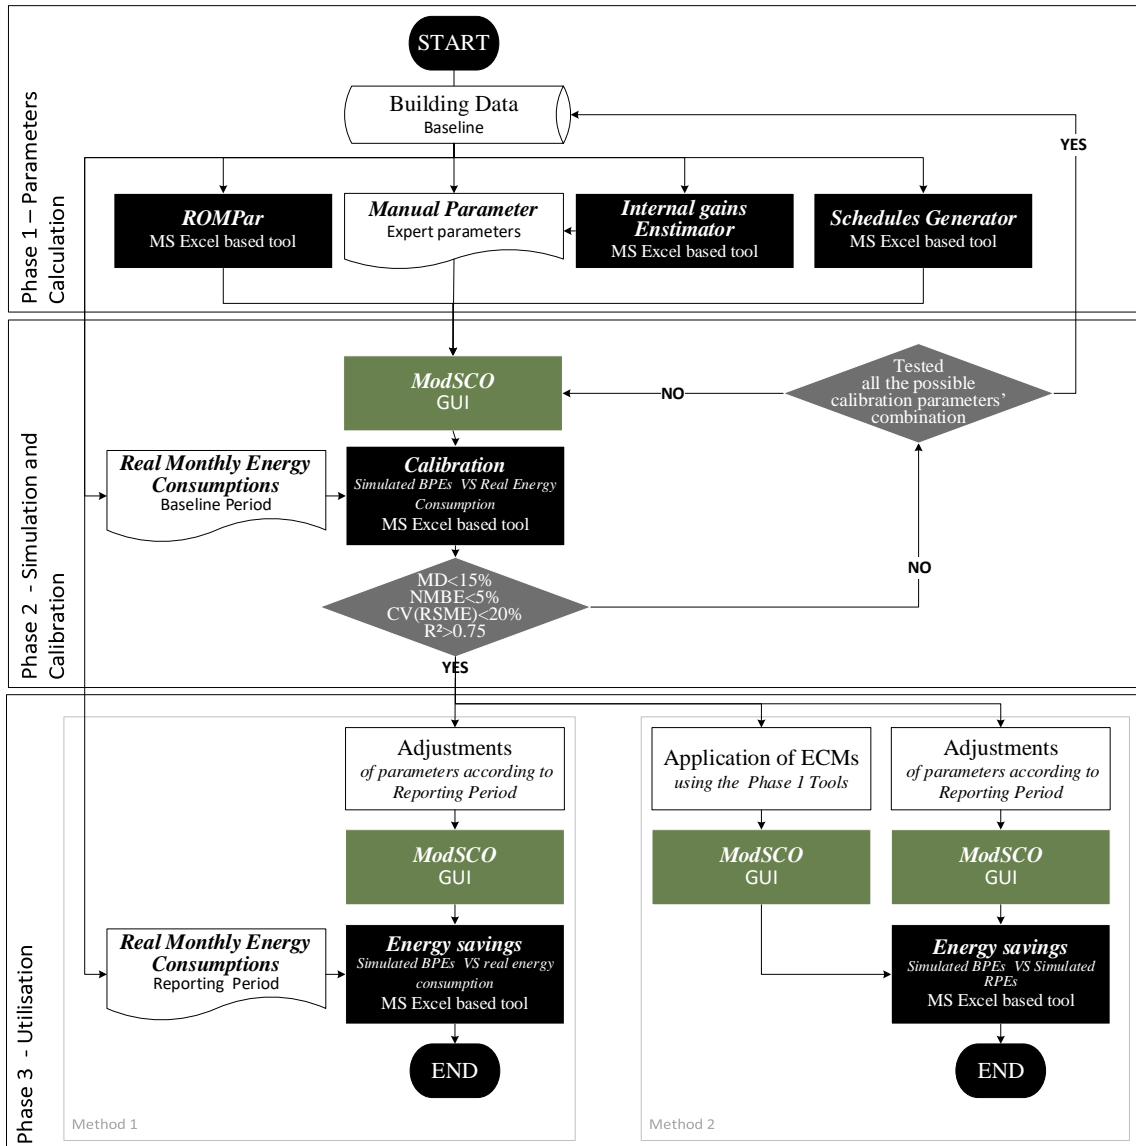 START
Building Data
Baseline
YES
Phase 1 – Parameters
Calculation
ROMPar
MS Excel based tool
Manual Parameter
Expert parameters
Internal gains
Enstimator
MS Excel based tool
Schedules Generator
MS Excel based tool
Phase 2  - Simulation and
Calibration
ModSCO
GUI
NO
Tested
all the possible
calibration parameters’
combination
Real Monthly Energy
Consumptions
Baseline Period
Calibration
Simulated BPEs  VS Real Energy
Consumption
MS Excel based tool
NO
MD<15%
NMBE<5%
CV(RSME)<20%
R²>0.75
YES
Phase 3  - Utilisation
Adjustments
of parameters according to
Reporting Period
ModSCO
GUI
Real Monthly Energy
Consumptions
Reporting  Period
Energy savings
Simulated BPEs  VS real energy
consumption
MS Excel based tool
END
Method 1
Application of ECMs
using the  Phase 1 Tools
ModSCO
GUI
Adjustments
of parameters according to
Reporting Period
ModSCO
GUI
Energy savings
Simulated BPEs  VS Simulated
RPEs
MS Excel based tool
END
Method 2